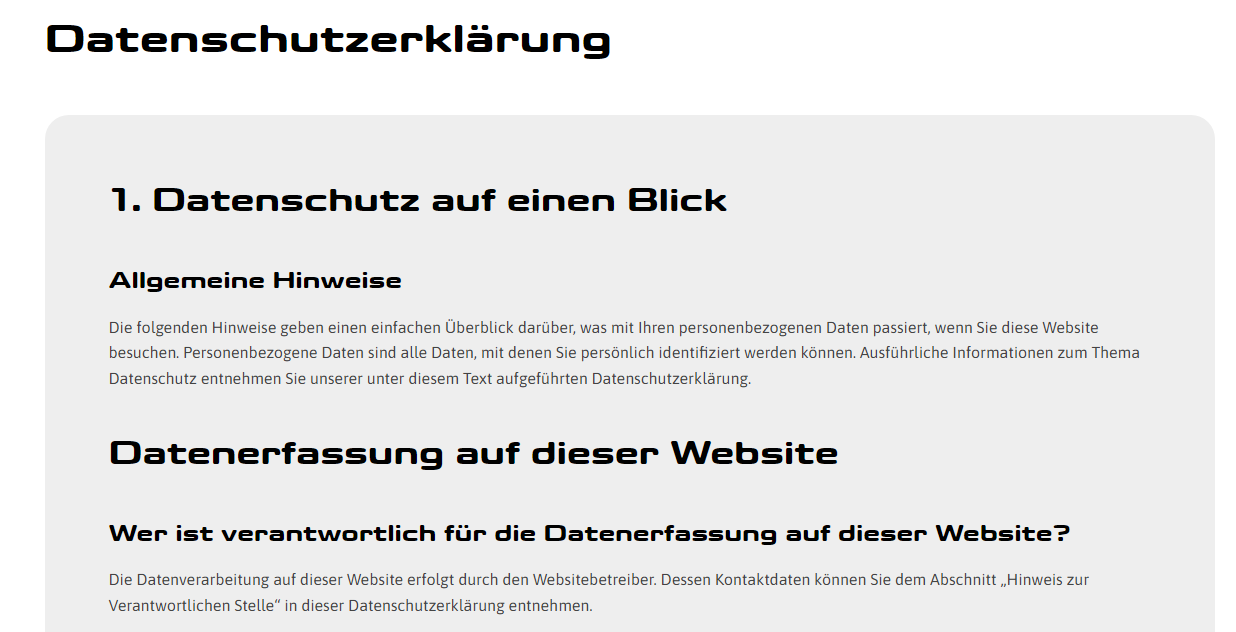 Datenschutzerklärung
1. Datenschutz auf einen Blick
Allgemeine Hinweise
Die folgenden Hinweise geben einen einfachen Überblick darüber, was mit Ihren personenbezogenen Daten passiert, wenn Sie diese Website
besuchen. Personenbezogene Daten sind alle Daten, mit denen Sie persönlich identifiziert werden können. Ausführliche Informationen zum Thema
Datenschutz entnehmen Sie unserer unter diesem Text aufgeführten Datenschutzerklärung.
Datenerfassung auf dieser Website
Wer ist verantwortlich für die Datenerfassung auf dieser Website?
Die Datenverarbeitung auf dieser Website erfolgt durch den Websitebetreiber. Dessen Kontaktdaten können Sie dem Abschnitt „Hinweis zur
Verantwortlichen Stelle“ in dieser Datenschutzerklärung entnehmen.